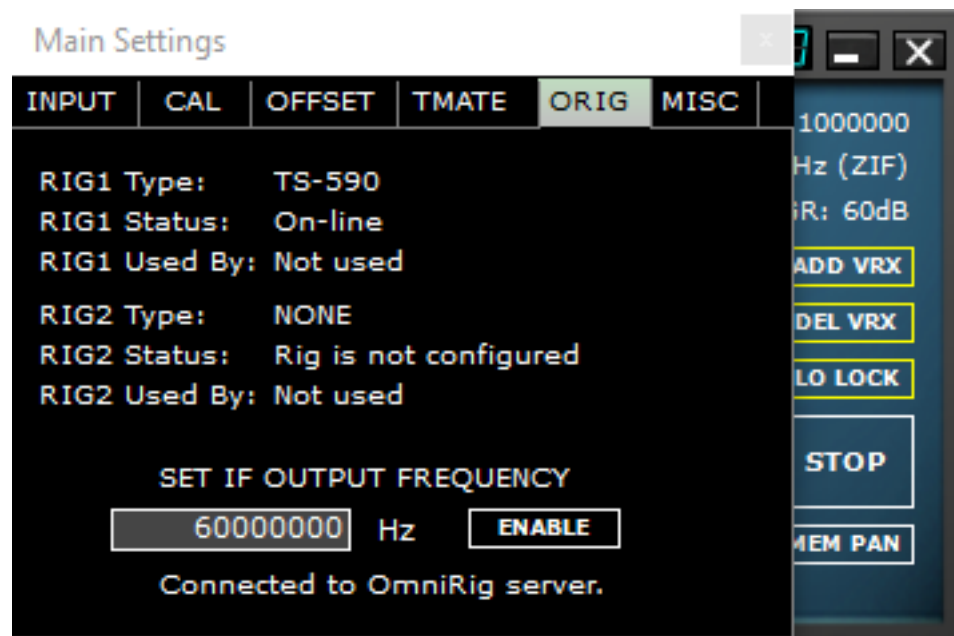 Main Settings
x
INPUT CAL OFFSET TMATE ORIG MISC
RIG1 Type: TS-590
RIG1 Status: On-line
RIG1 Used By: Not used
RIG2 Type: NONE
RIG2 Status: Rig is not configured
RIG2 Used By: Not used
SET IF OUTPUT FREQUENCY
60000000 Hz ENABLE
Connected to OmniRig server.
1000000
Hz (ZIF)
GR: 60dB
ADD VRX
DEL VRX
LO LOCK
STOP
MEM PAN